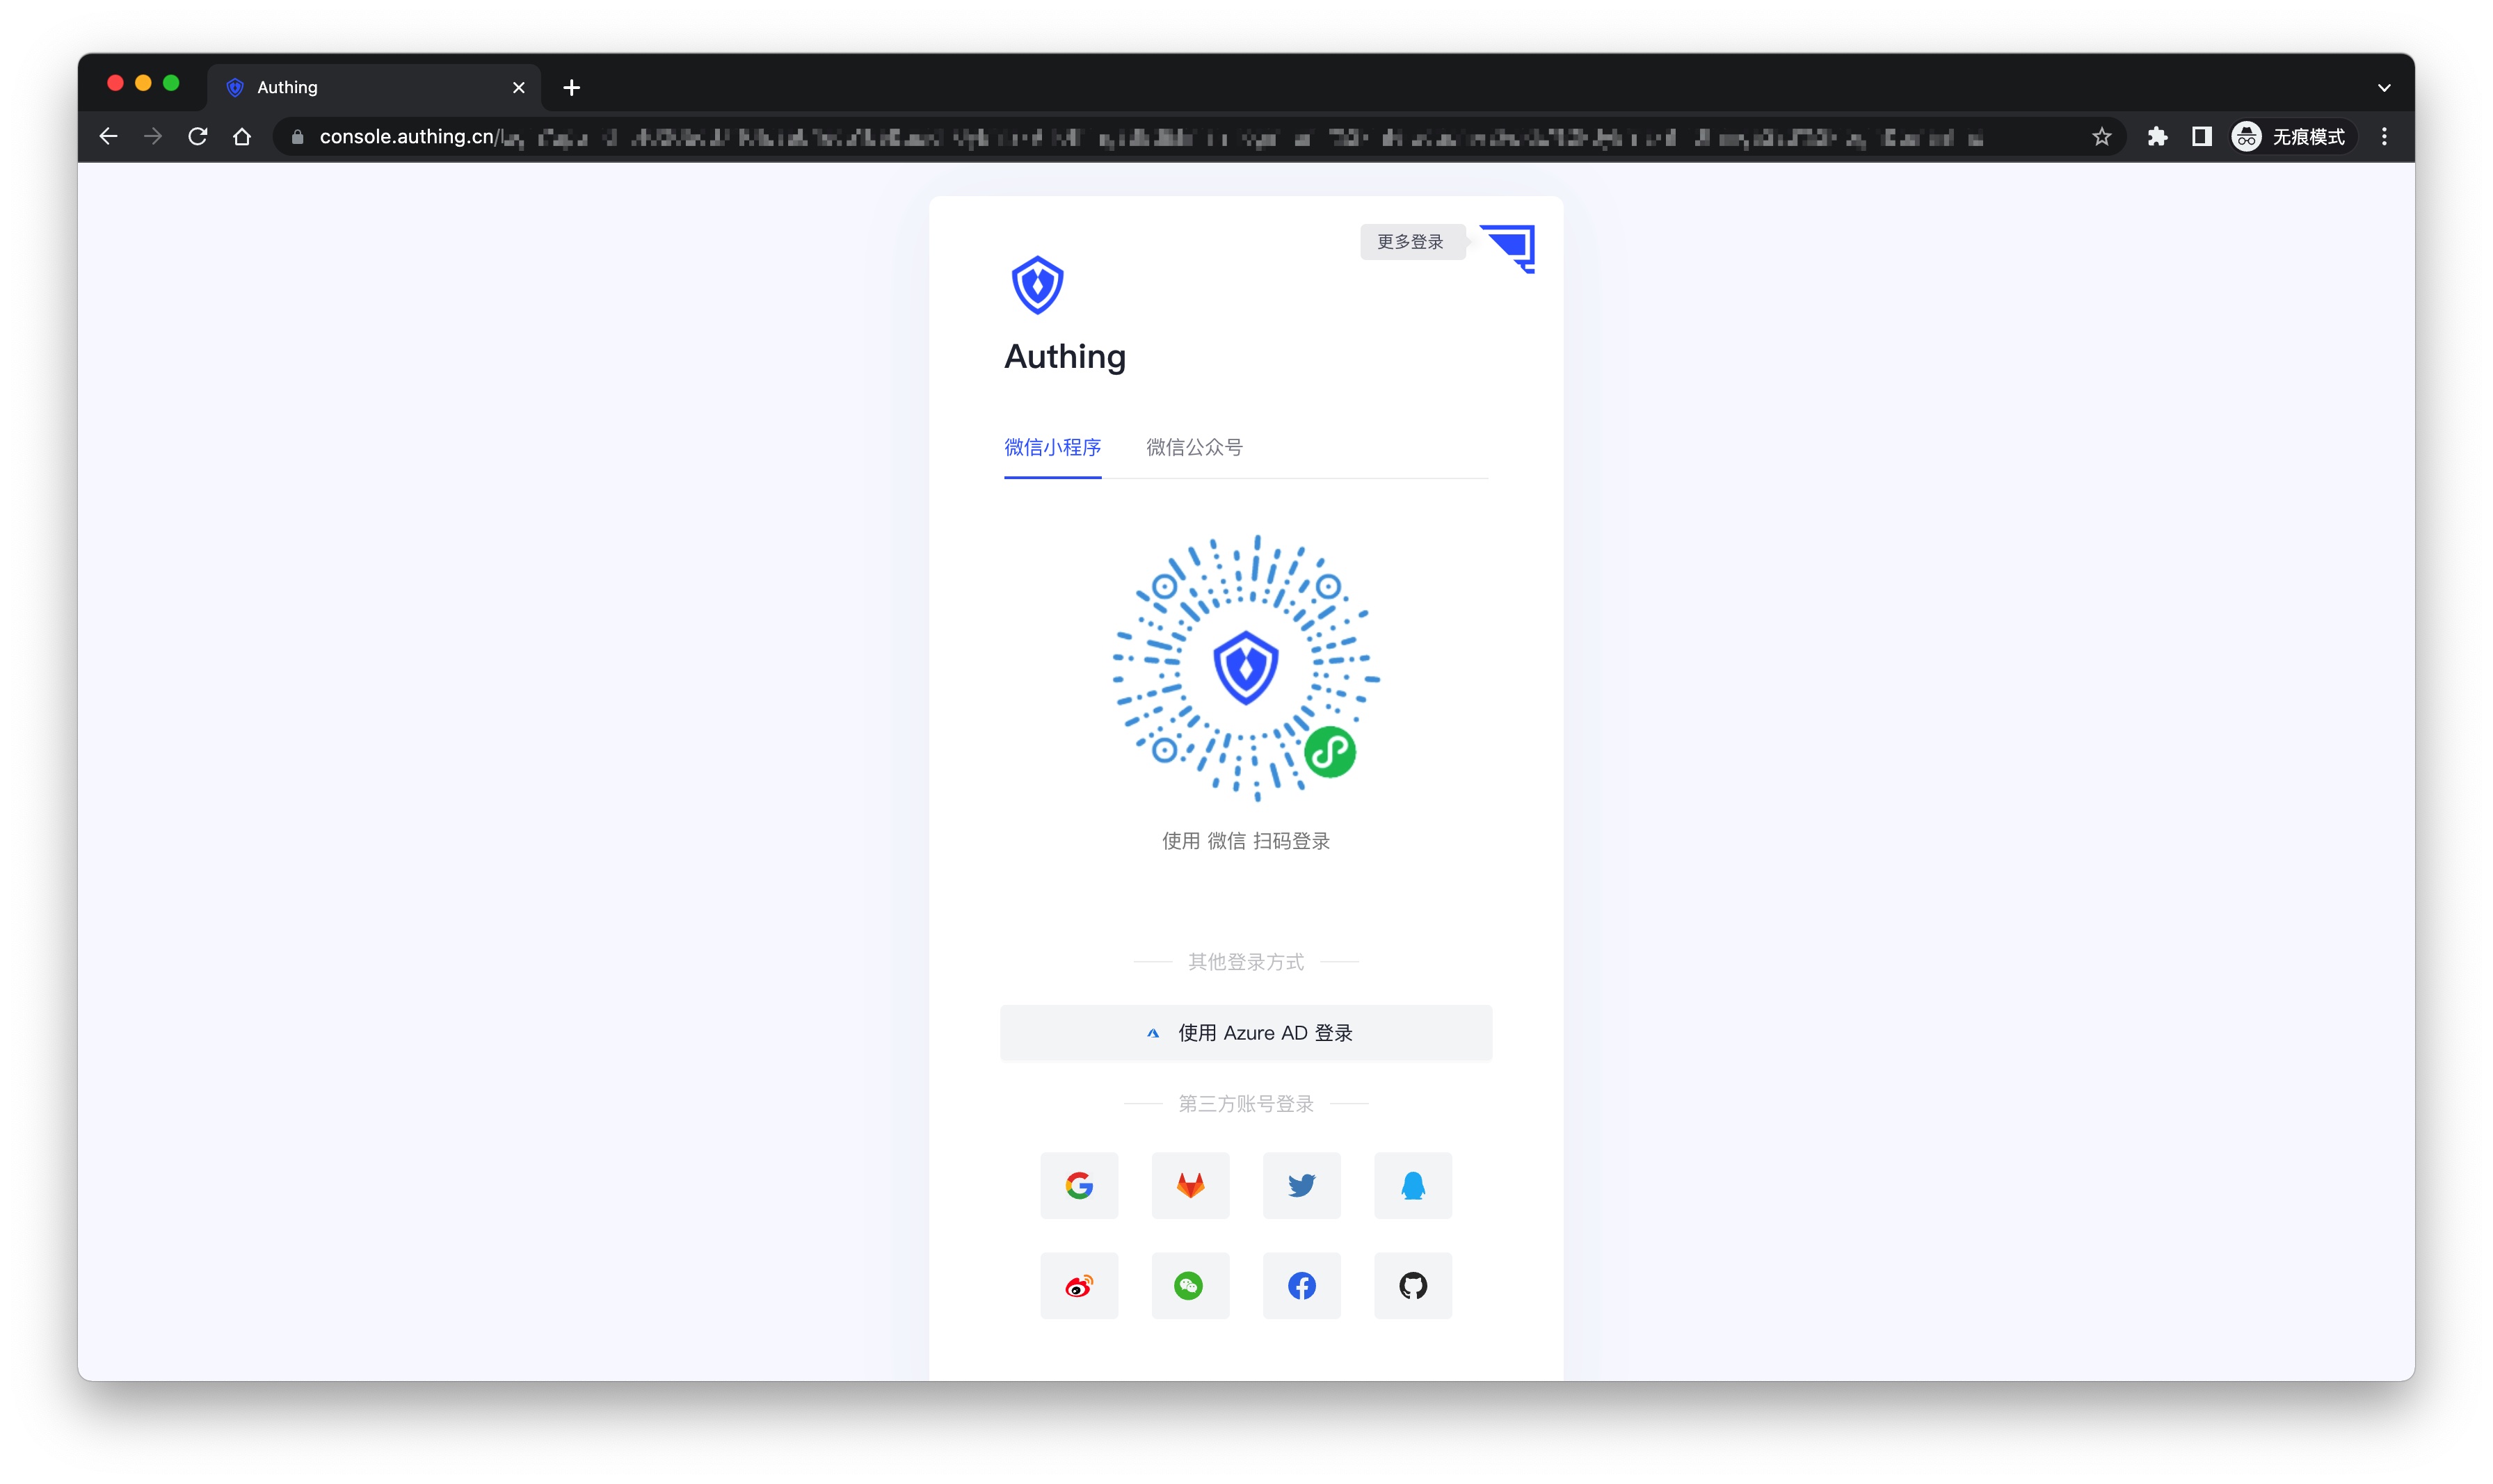 Authing
console.authing.cn/
无痕模式
更多登录
Authing
微信小程序 微信公众号
使用 微信 扫码登录
其他登录方式
使用 Azure AD 登录
第三方账号登录